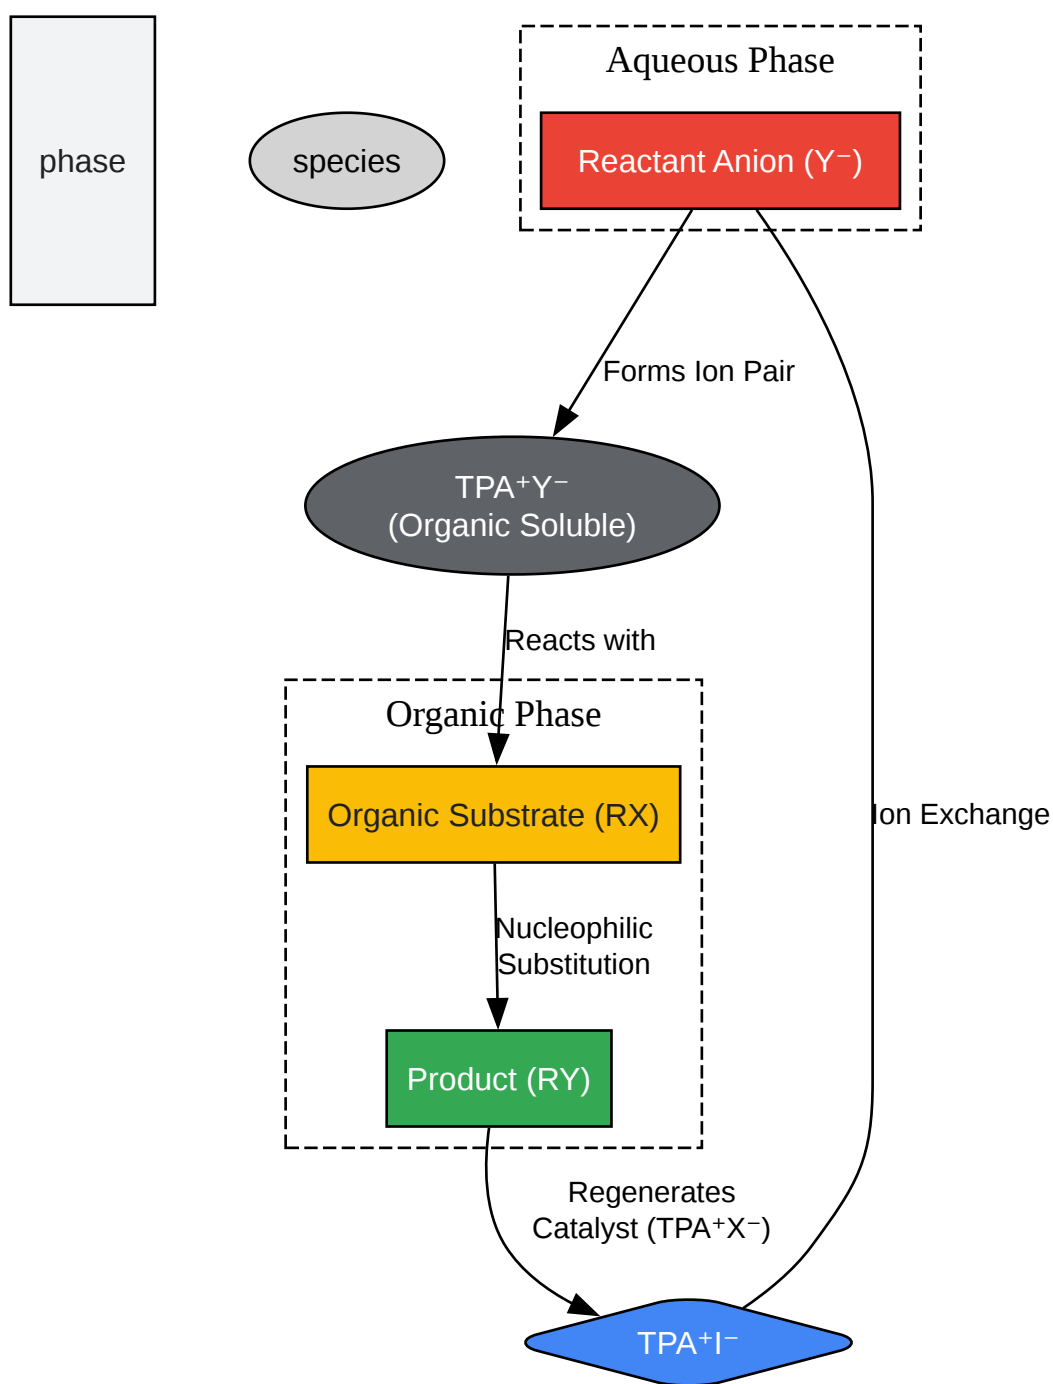 Aqueous Phase
phase
species
Reactant Anion (Y⁻)
Forms Ion Pair
TPA⁺Y⁻
(Organic Soluble)
Reacts with
Organic Phase
Organic Substrate (RX)
Ion Exchange
Nucleophilic
Substitution
Product (RY)
Regenerates
Catalyst (TPA⁺X⁻)
TPA⁺I⁻